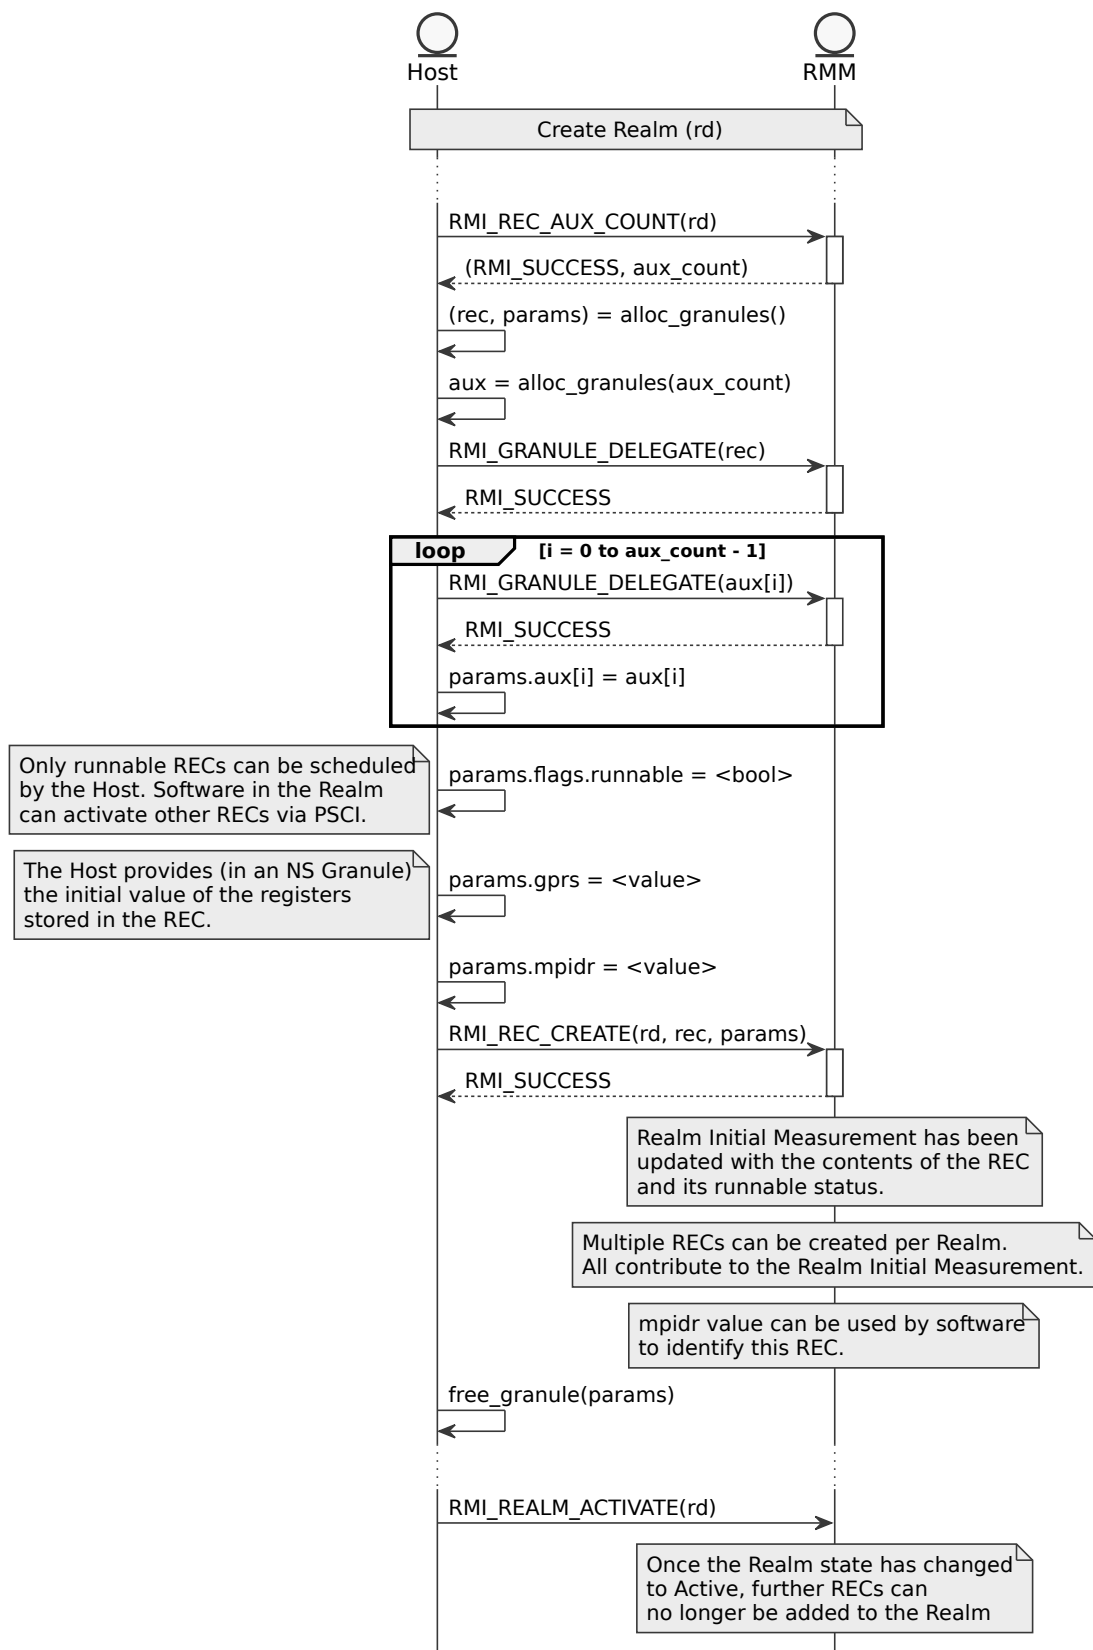 Host
RMM
Create Realm (rd)
RMI_REC_AUX_COUNT(rd)
(RMI_SUCCESS, aux_count)
(rec, params) = alloc_granules()
aux = alloc_granules(aux_count)
RMI_GRANULE_DELEGATE(rec)
RMI_SUCCESS
loop
[i = 0 to aux_count - 1]
RMI_GRANULE_DELEGATE(aux[i])
RMI_SUCCESS
params.aux[i] = aux[i]
Only runnable RECs can be scheduled
by the Host. Software in the Realm
can activate other RECs via PSCI.
params.flags.runnable = <bool>
The Host provides (in an NS Granule)
the initial value of the registers
stored in the REC.
params.gprs = <value>
params.mpidr = <value>
RMI_REC_CREATE(rd, rec, params)
RMI_SUCCESS
Realm Initial Measurement has been
updated with the contents of the REC
and its runnable status.
Multiple RECs can be created per Realm.
All contribute to the Realm Initial Measurement.
mpidr value can be used by software
to identify this REC.
free_granule(params)
RMI_REALM_ACTIVATE(rd)
Once the Realm state has changed
to Active, further RECs can
no longer be added to the Realm